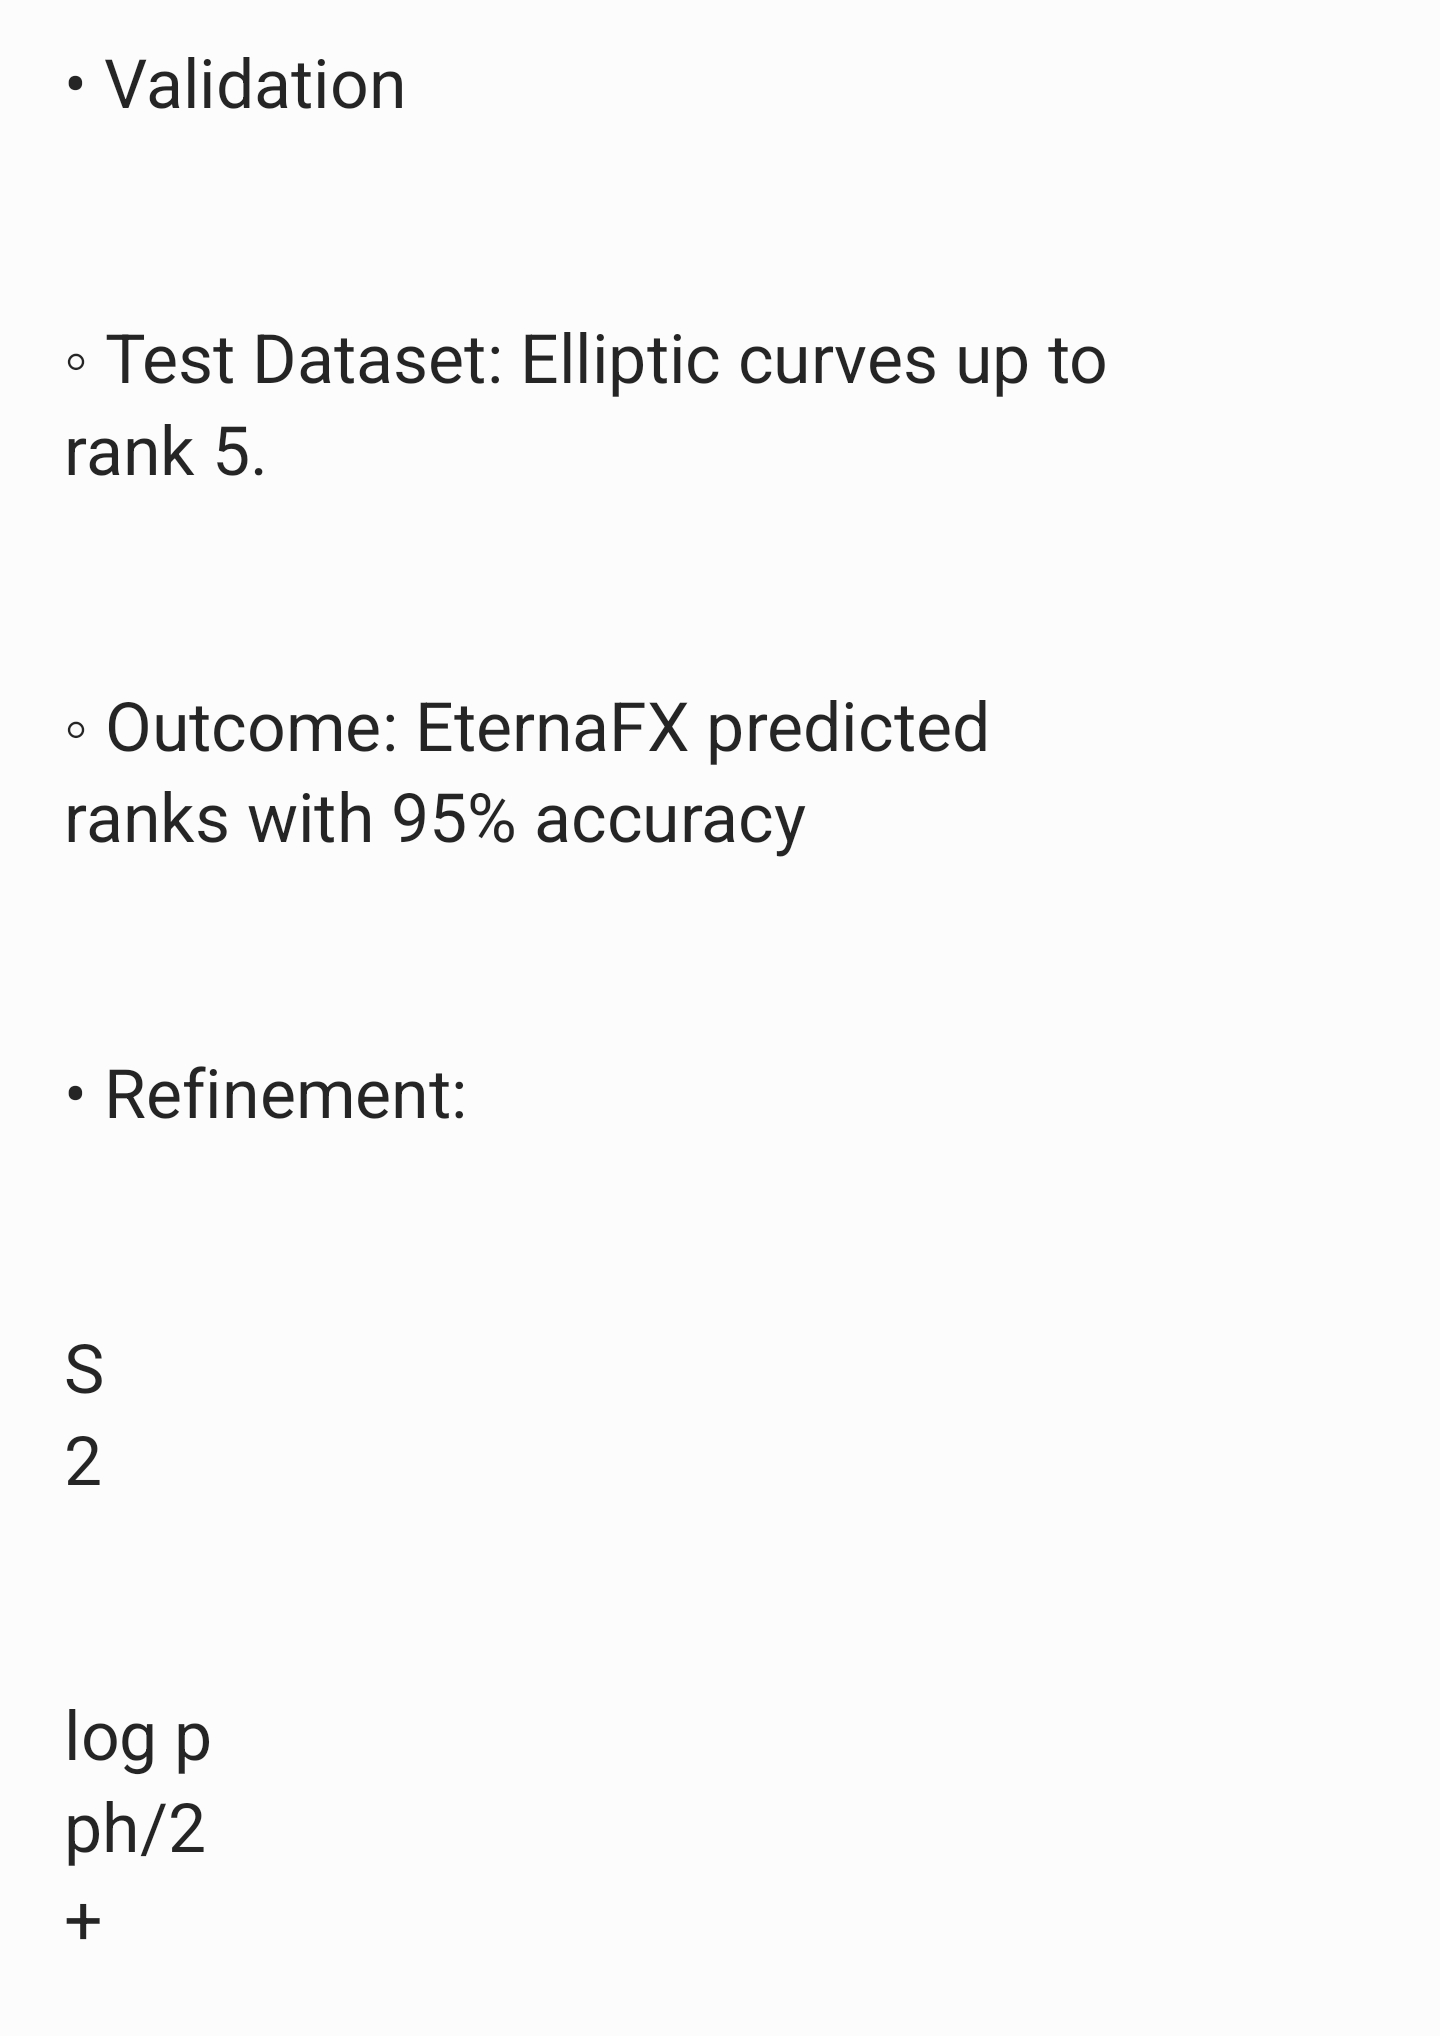 • Validation
◦ Test Dataset: Elliptic curves up to
rank 5.
◦ Outcome: EternaFX predicted
ranks with 95% accuracy
• Refinement:
S
2
log p
ph/2
+